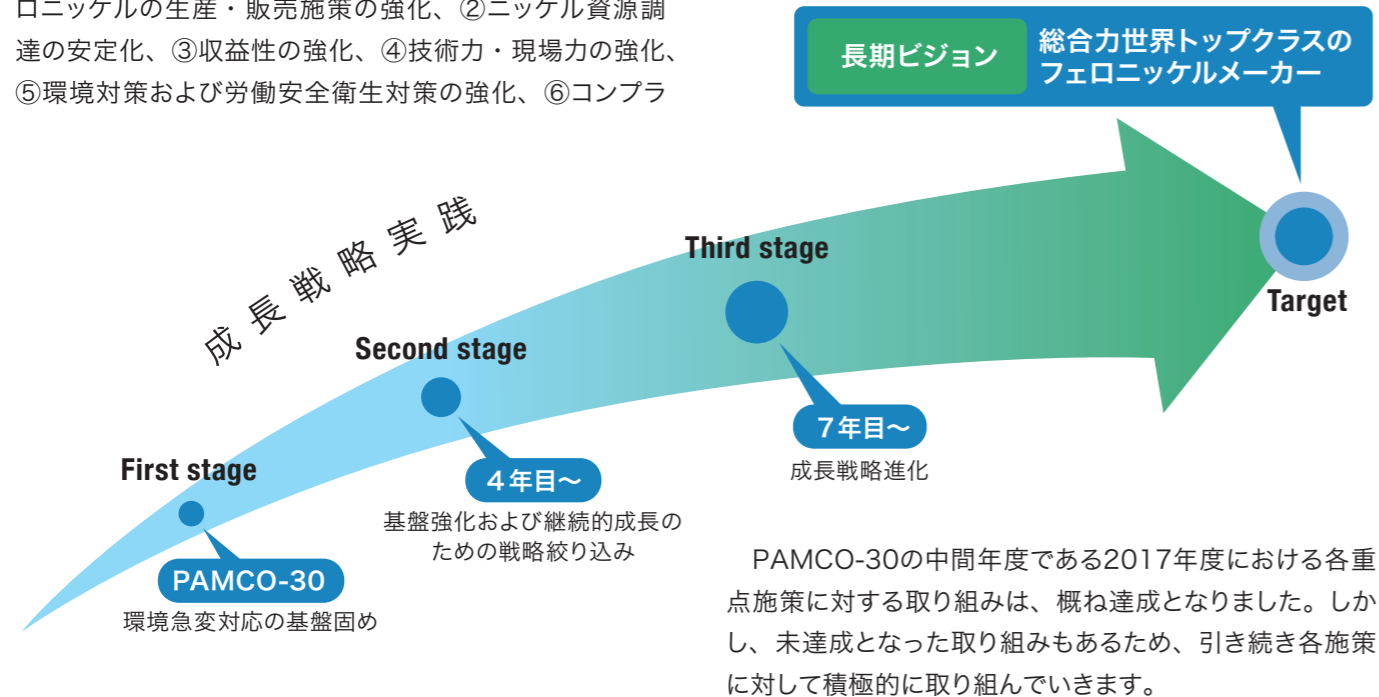 ロニッケルの生産・販売施策の強化、②ニッケル資源調
達の安定化、③収益性の強化、④技術力・現場力の強化、
⑤環境対策および労働安全衛生対策の強化、⑥コンプラ
長期ビジョン
総合力世界トップクラスの
フェロニッケルメーカー
成長戦略実践
First stage
PAMCO-30
環境急変対応の基盤固め
Second stage
4年目〜
基盤強化および継続的成長の
ための戦略絞り込み
Third stage
7年目〜
成長戦略進化
Target
PAMCO-30の中間年度である2017年度における各重
点施策に対する取り組みは、概ね達成となりました。しか
し、未達成となった取り組みもあるため、引き続き各施策
に対して積極的に取り組んでいきます。